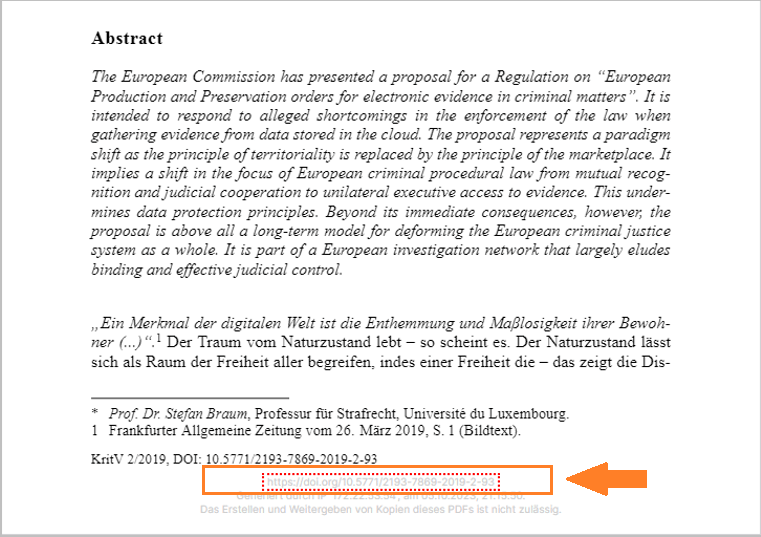 Abstract
The European Commission has presented a proposal for a Regulation on “European
Production and Preservation orders for electronic evidence in criminal matters”. It is
intended to respond to alleged shortcomings in the enforcement of the law when
gathering evidence from data stored in the cloud. The proposal represents a paradigm
shift as the principle of territoriality is replaced by the principle of the marketplace. It
implies a shift in the focus of European criminal procedural law from mutual recog-
nition and judicial cooperation to unilateral executive access to evidence. This under-
mines data protection principles. Beyond its immediate consequences, however, the
proposal is above all a long-term model for deforming the European criminal justice
system as a whole. It is part of a European investigation network that largely eludes
binding and effective judicial control.
„Ein Merkmal der digitalen Welt ist die Enthemmung und Maßlosigkeit ihrer Bewoh-
ner (...)“.1 Der Traum vom Naturzustand lebt – so scheint es. Der Naturzustand lässt
sich als Raum der Freiheit aller begreifen, indes einer Freiheit die – das zeigt die Dis-
* Prof. Dr. Stefan Braum, Professur für Strafrecht, Université du Luxembourg.
1 Frankfurter Allgemeine Zeitung vom 26. März 2019, S. 1 (Bildtext).
KritV 2/2019, DOI: 10.5771/2193-7869-2019-2-93
https://doi.org/10.5771/2193-7869-2019-2-93
Generiert durch IP
Das Erstellen und Weitergeben von Kopien dieses PDFs ist nicht zulässig.